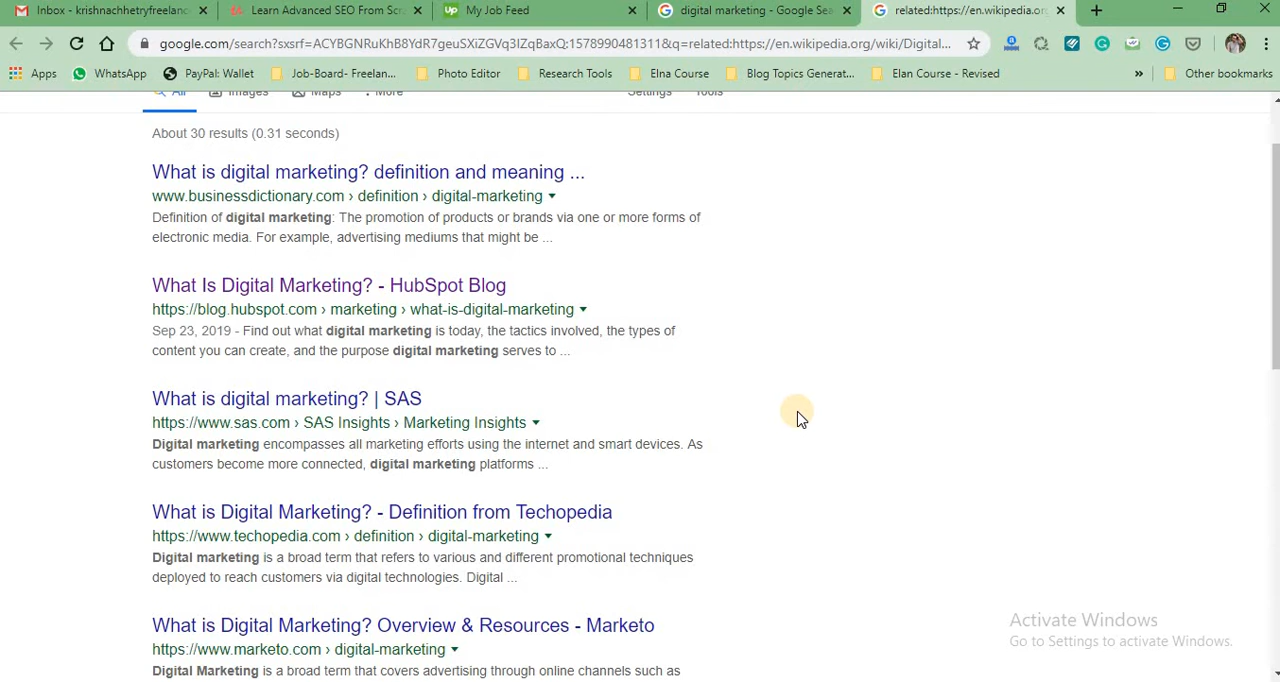 Inbox - krishnachhetryfreelanc
Learn Advanced SEO From Scr
My Job Feed
digital marketing - Google Sea
related:https://en.wikipedia.org
google.com/search?sxsrf=ACYBGNRuKhB8YdK7geuSXiZGVq3IZqtaxQ:1578990481311&q=related:https://en.wikipedia.org/wiki/Digital...
Apps
WhatsApp
PayPal: Wallet
Job-Board- Freelan...
Photo Editor
Research Tools
Elna Course
Blog Topics Generat...
Elan Course - Revised
»
Other bookmarks
All
Images
Maps
More
Settings
Tools
About 30 results (0.31 seconds)
What is digital marketing? definition and meaning ...
www.businessdictionary.com › definition › digital-marketing
Definition of digital marketing: The promotion of products or brands via one or more forms of
electronic media. For example, advertising mediums that might be ...
What Is Digital Marketing? - HubSpot Blog
https://blog.hubspot.com › marketing › what-is-digital-marketing
Sep 23, 2019 - Find out what digital marketing is today, the tactics involved, the types of
content you can create, and the purpose digital marketing serves to ...
What is digital marketing? | SAS
https://www.sas.com › SAS Insights › Marketing Insights
Digital marketing encompasses all marketing efforts using the internet and smart devices. As
customers become more connected, digital marketing platforms ...
What is Digital Marketing? - Definition from Techopedia
https://www.techopedia.com › definition › digital-marketing
Digital marketing is a broad term that refers to various and different promotional techniques
deployed to reach customers via digital technologies. Digital ...
Activate Windows
Go to Settings to activate Windows.
What is Digital Marketing? Overview & Resources - Marketo
https://www.marketo.com › digital-marketing
Digital Marketing is a broad term that covers advertising through online channels such as